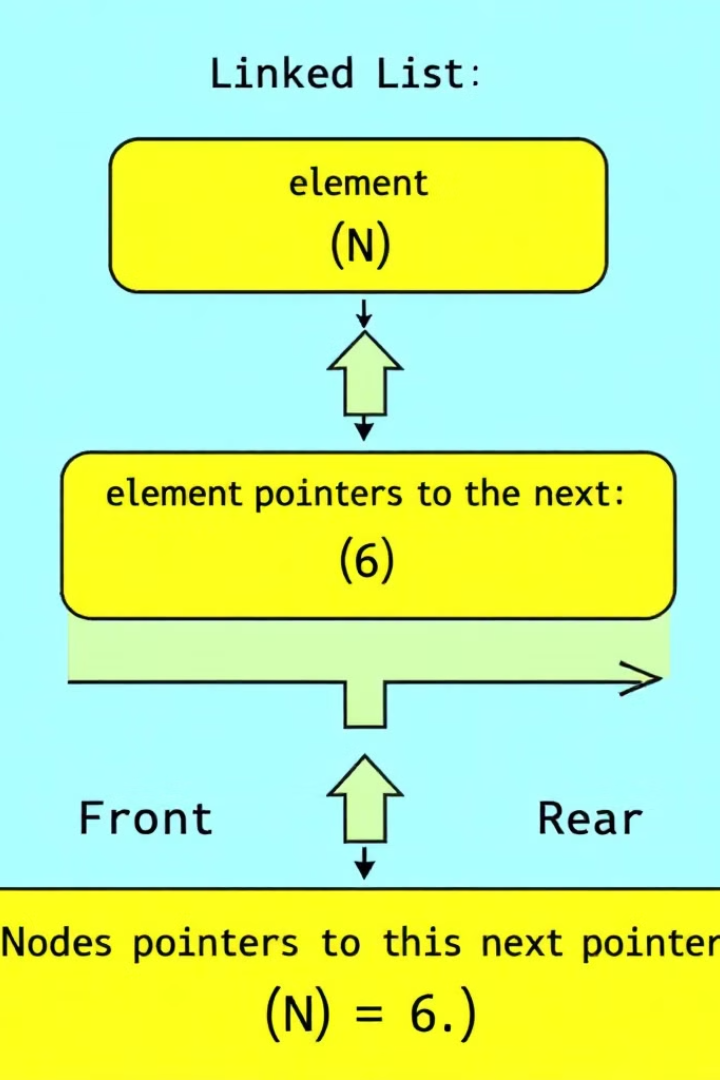 Linked List:
element
(N)
element pointers to the next:
(6)
Front
Rear
Nodes pointers to this next pointer
(N) = 6.)